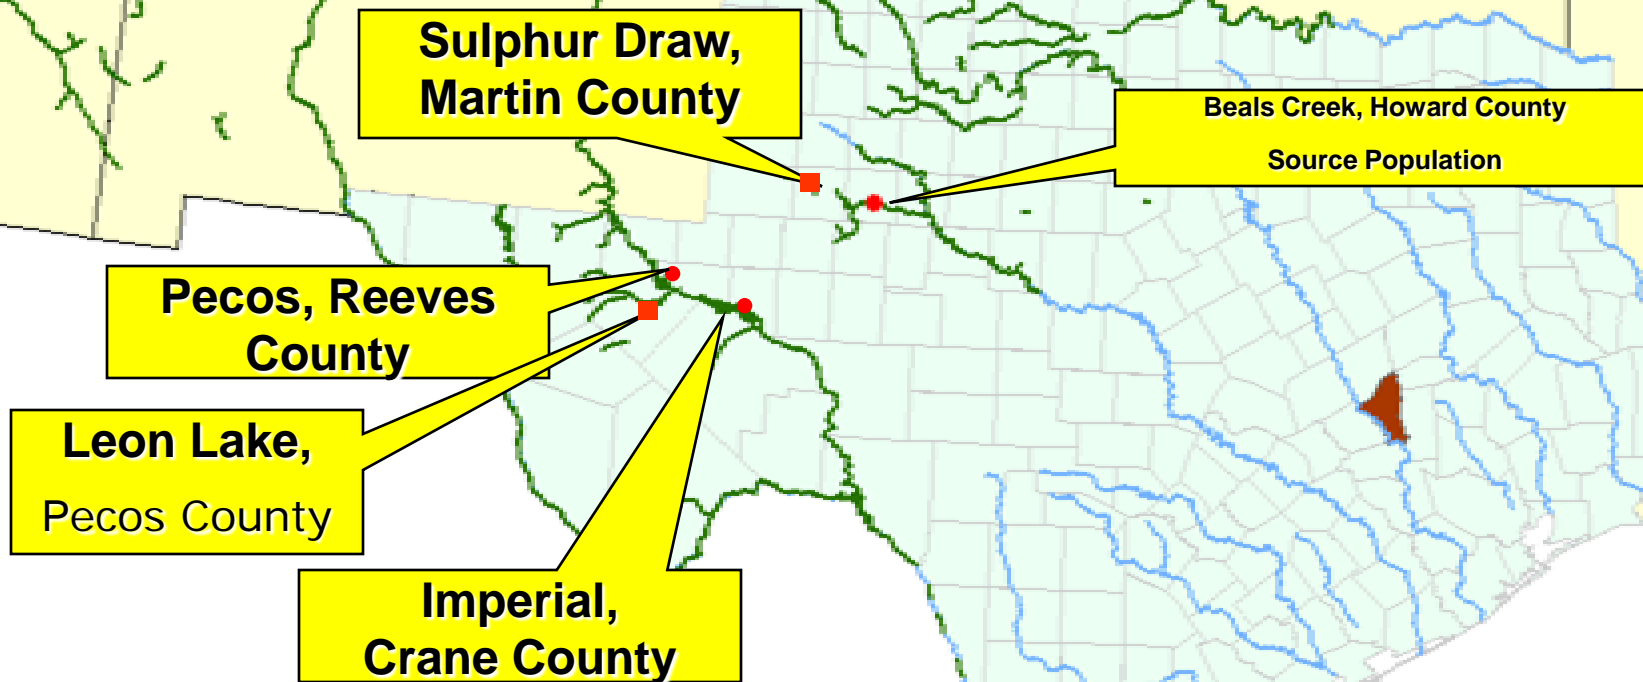 Sulphur Draw,
Martin County
Beals Creek, Howard County
Source Population
Pecos, Reeves
County
Leon Lake,
Pecos County
Imperial,
Crane County